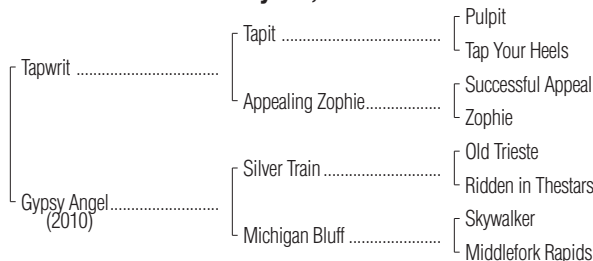 Pulpit
Tapit ..............................
Tap Your Heels
Tapwrit ...............................
Successful Appeal
Appealing Zophie.................
Zophie
Old Trieste
Silver Train ...........................
Ridden in Thestars
Gypsy Angel........................
(2010)
Skywalker
Michigan Bluff .....................
Middlefork Rapids